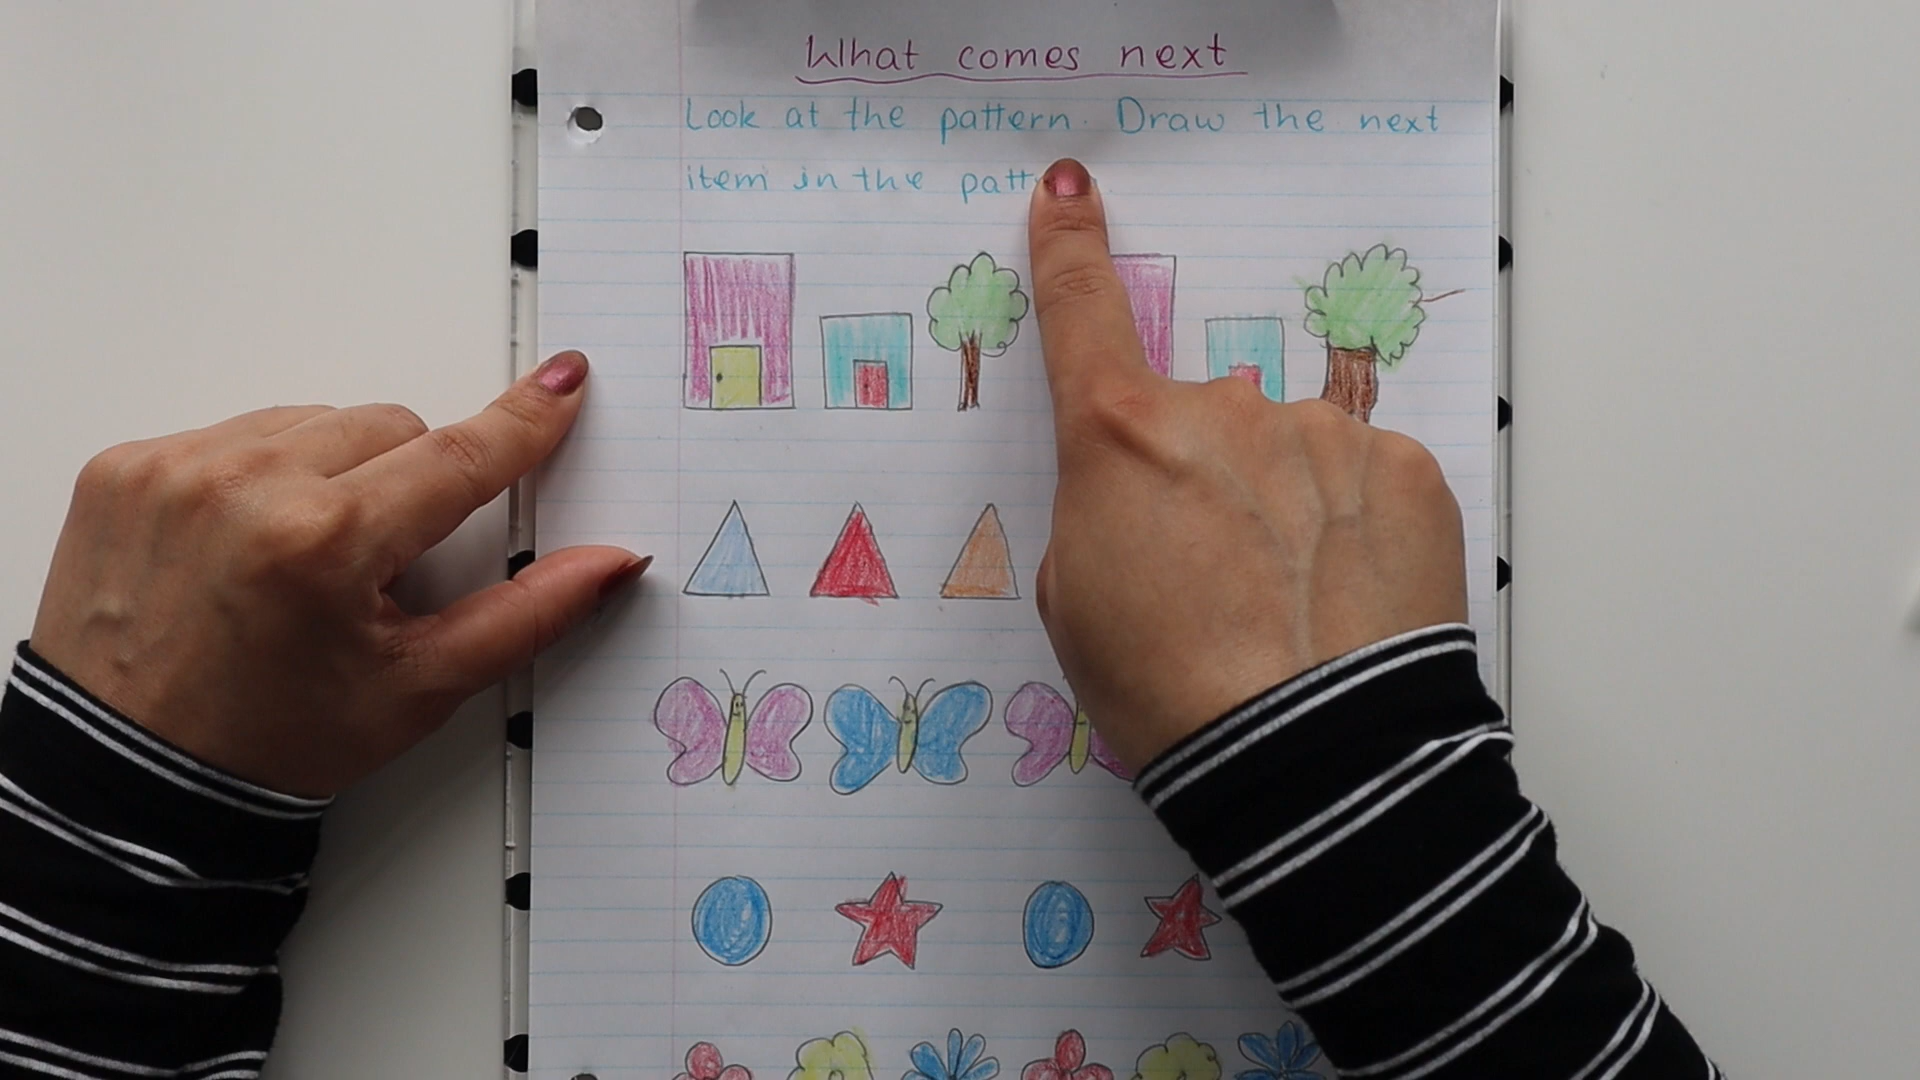 What comes next
Look at the pattern. Draw the next
item in the